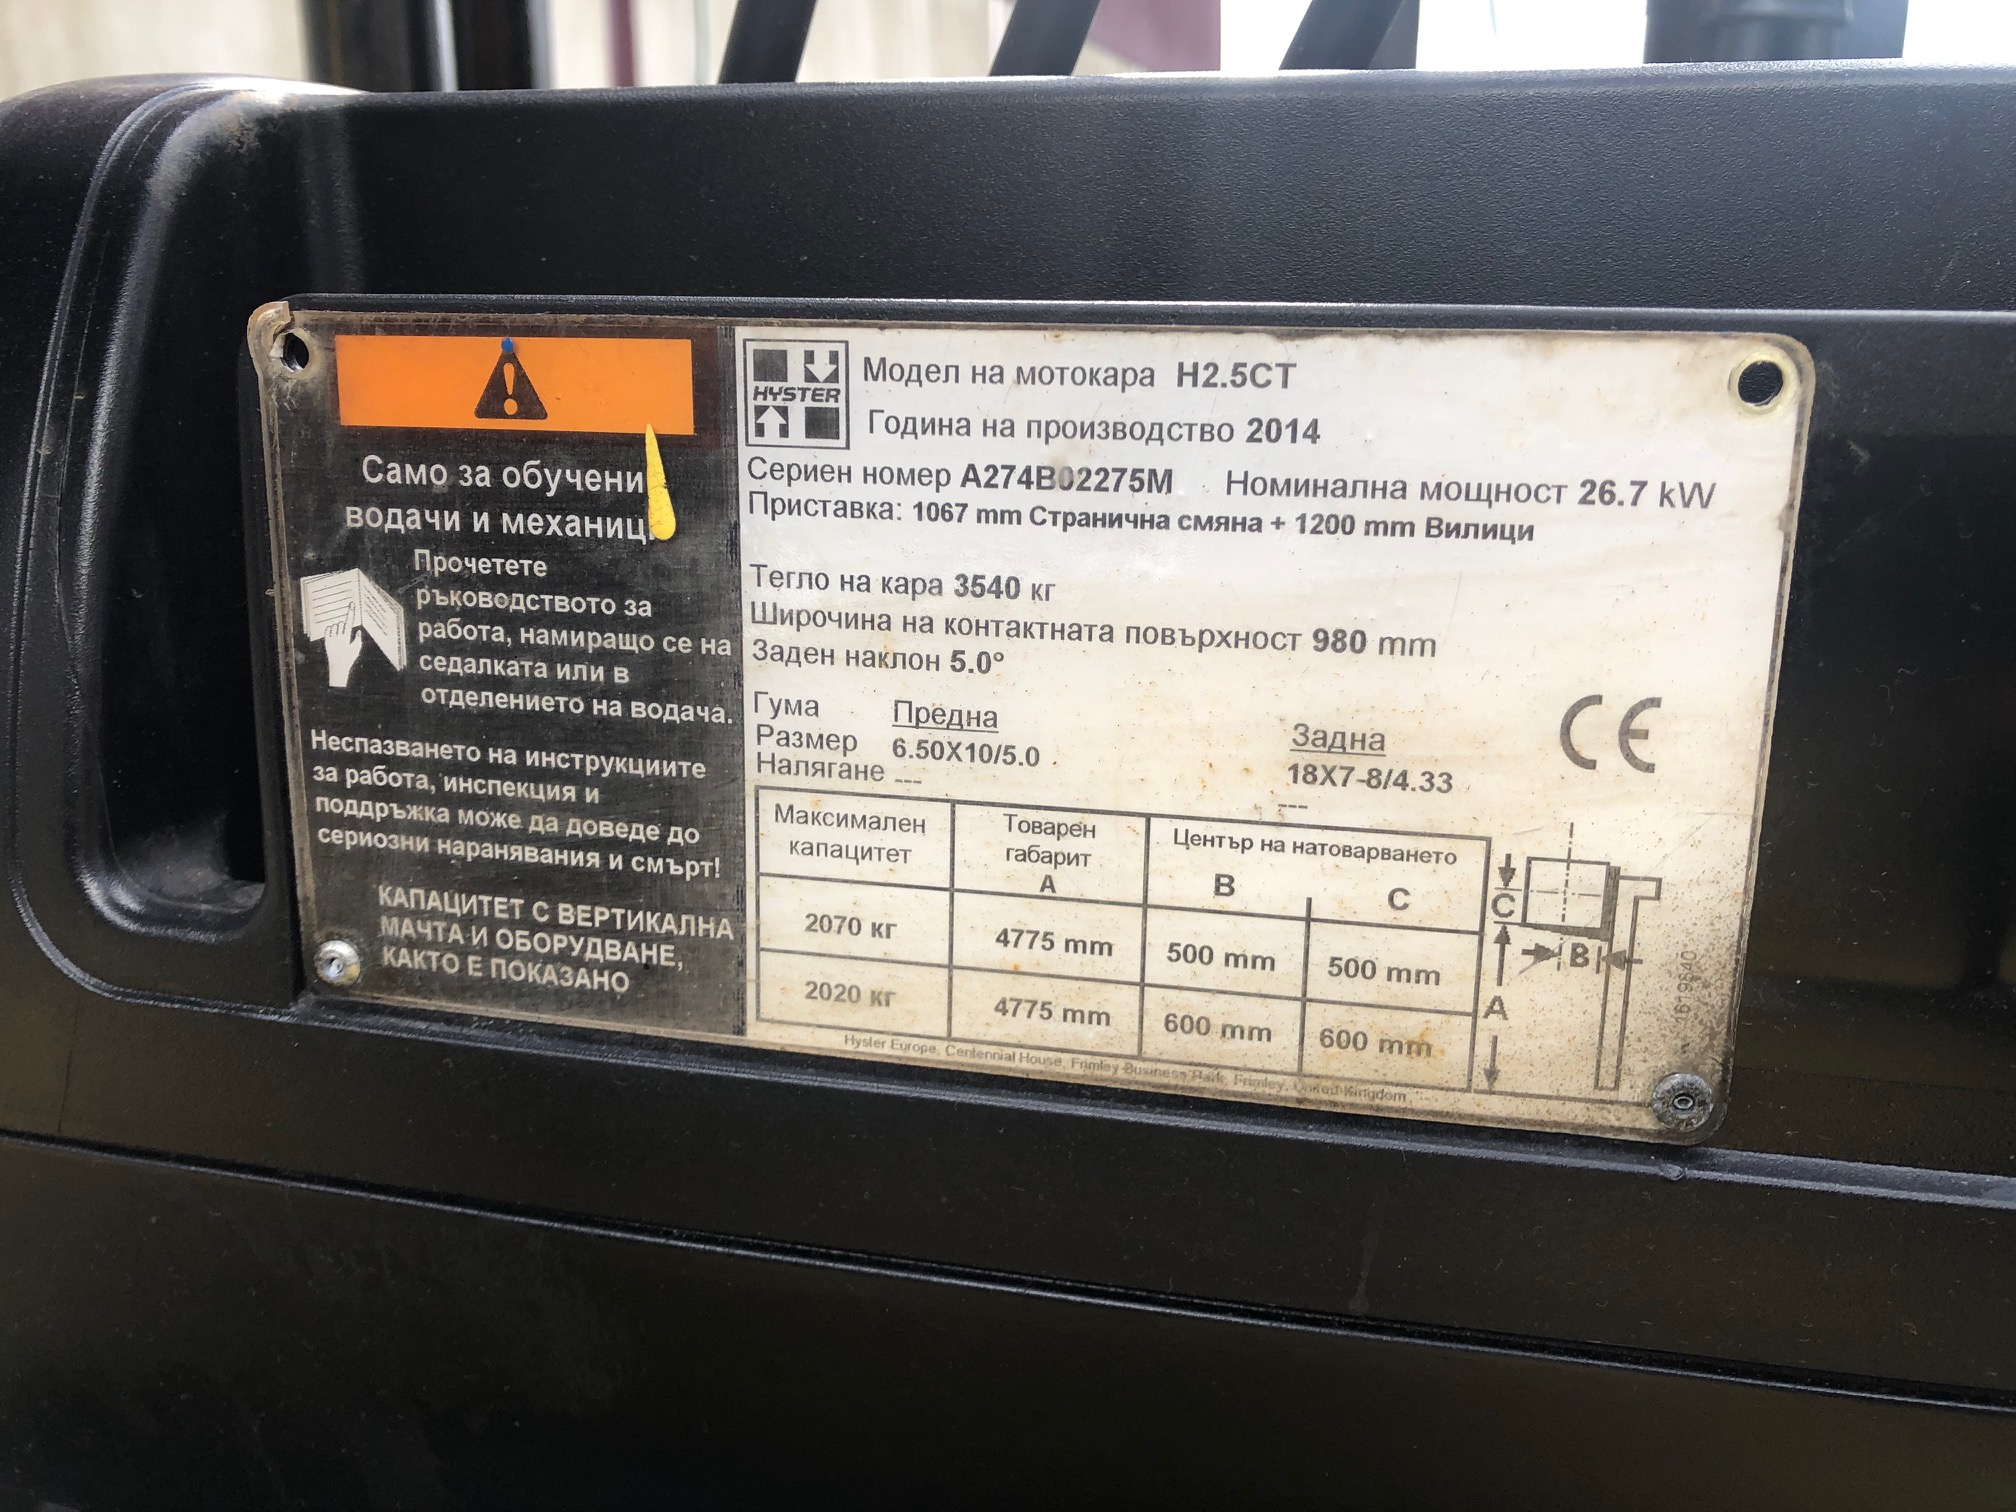 Само за обучени
водачи и механиц
Прочетете
ръководството за
работа, намиращо се на
седалката или в
отделението на водача.
Неспазването на инструкциите
за работа, инспекция и
поддръжка може да доведе до
сериозни наранявания и смърт!
КАПАЦИТЕТ С ВЕРТИКАЛНА
МАЧТА И ОБОРУДВАНЕ,
КАКТО Е ПОКАЗАНО
HYSTER
Модел на мотокара H2.5CT
Година на производство 2014
Сериен номер A274B02275M Номинална мощност 26.7 kW
Приставка: 1067 mm Странична смяна + 1200 mm Вилици
Тегло на кара 3540 кг
Широчина на контактната повърхност 980 mm
Заден наклон 5.0°
Гума Предна Задна
Размер 6.50X10/5.0 18X7-8/4.33
Налягане --- ---
CE
Максимален капацитет Товарен габарит A Център на натоварването B C
2070 кг 4775 mm 500 mm 500 mm
2020 кг 4775 mm 600 mm 600 mm
C
B
A
1619840
Hyster Europe, Centennial House, Frimley Business Park, Frimley, United Kingdom